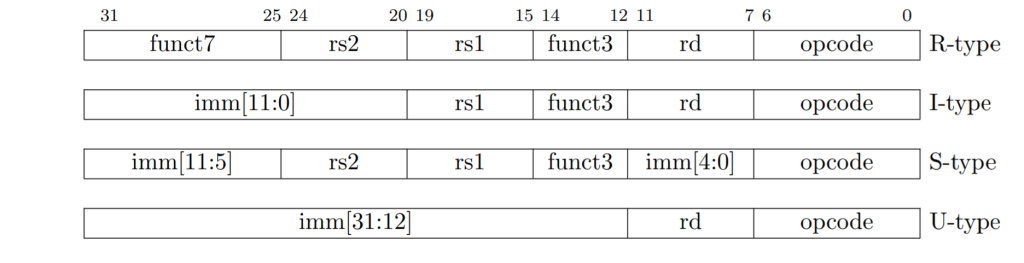 31 25 24 20 19 15 14 12 11 7 6 0
funct7 rs2 rs1 funct3 rd opcode R-type
imm[11:0] rs1 funct3 rd opcode I-type
imm[11:5] rs2 rs1 funct3 imm[4:0] opcode S-type
imm[31:12] rd opcode U-type